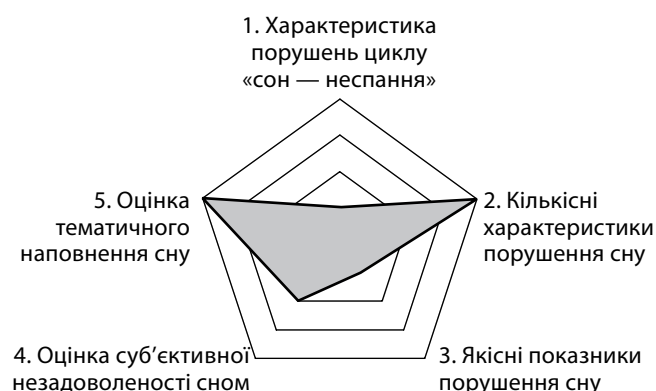 1. Характеристика
порушень циклу
«сон — неспання»
2. Кількісні
характеристики
порушення сну
3. Якісні показники
порушення сну
4. Оцінка суб’єктивної
незадоволеності сном
5. Оцінка
тематичного
наповнення сну